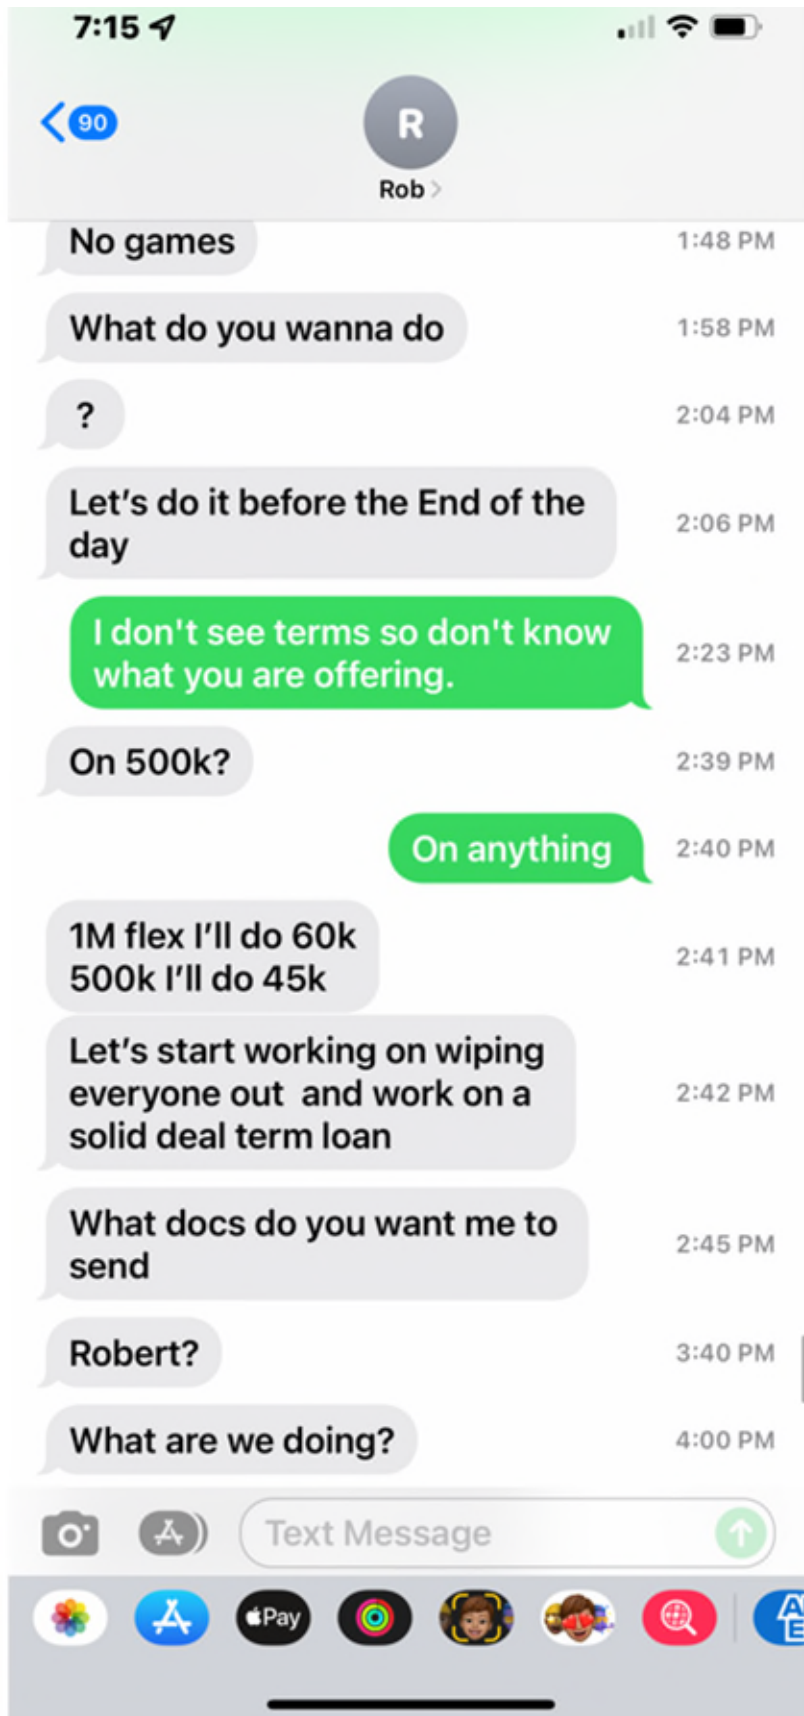 7:15
90
R
Rob
No games
1:48 PM
What do you wanna do
1:58 PM
?
2:04 PM
Let's do it before the End of the
day
2:06 PM
I don't see terms so don't know
what you are offering.
2:23 PM
On 500k?
2:39 PM
On anything
2:40 PM
1M flex I'll do 60k
500k I'll do 45k
2:41 PM
Let's start working on wiping
everyone out  and work on a
solid deal term loan
2:42 PM
What docs do you want me to
send
2:45 PM
Robert?
3:40 PM
What are we doing?
4:00 PM
Text Message
Pay